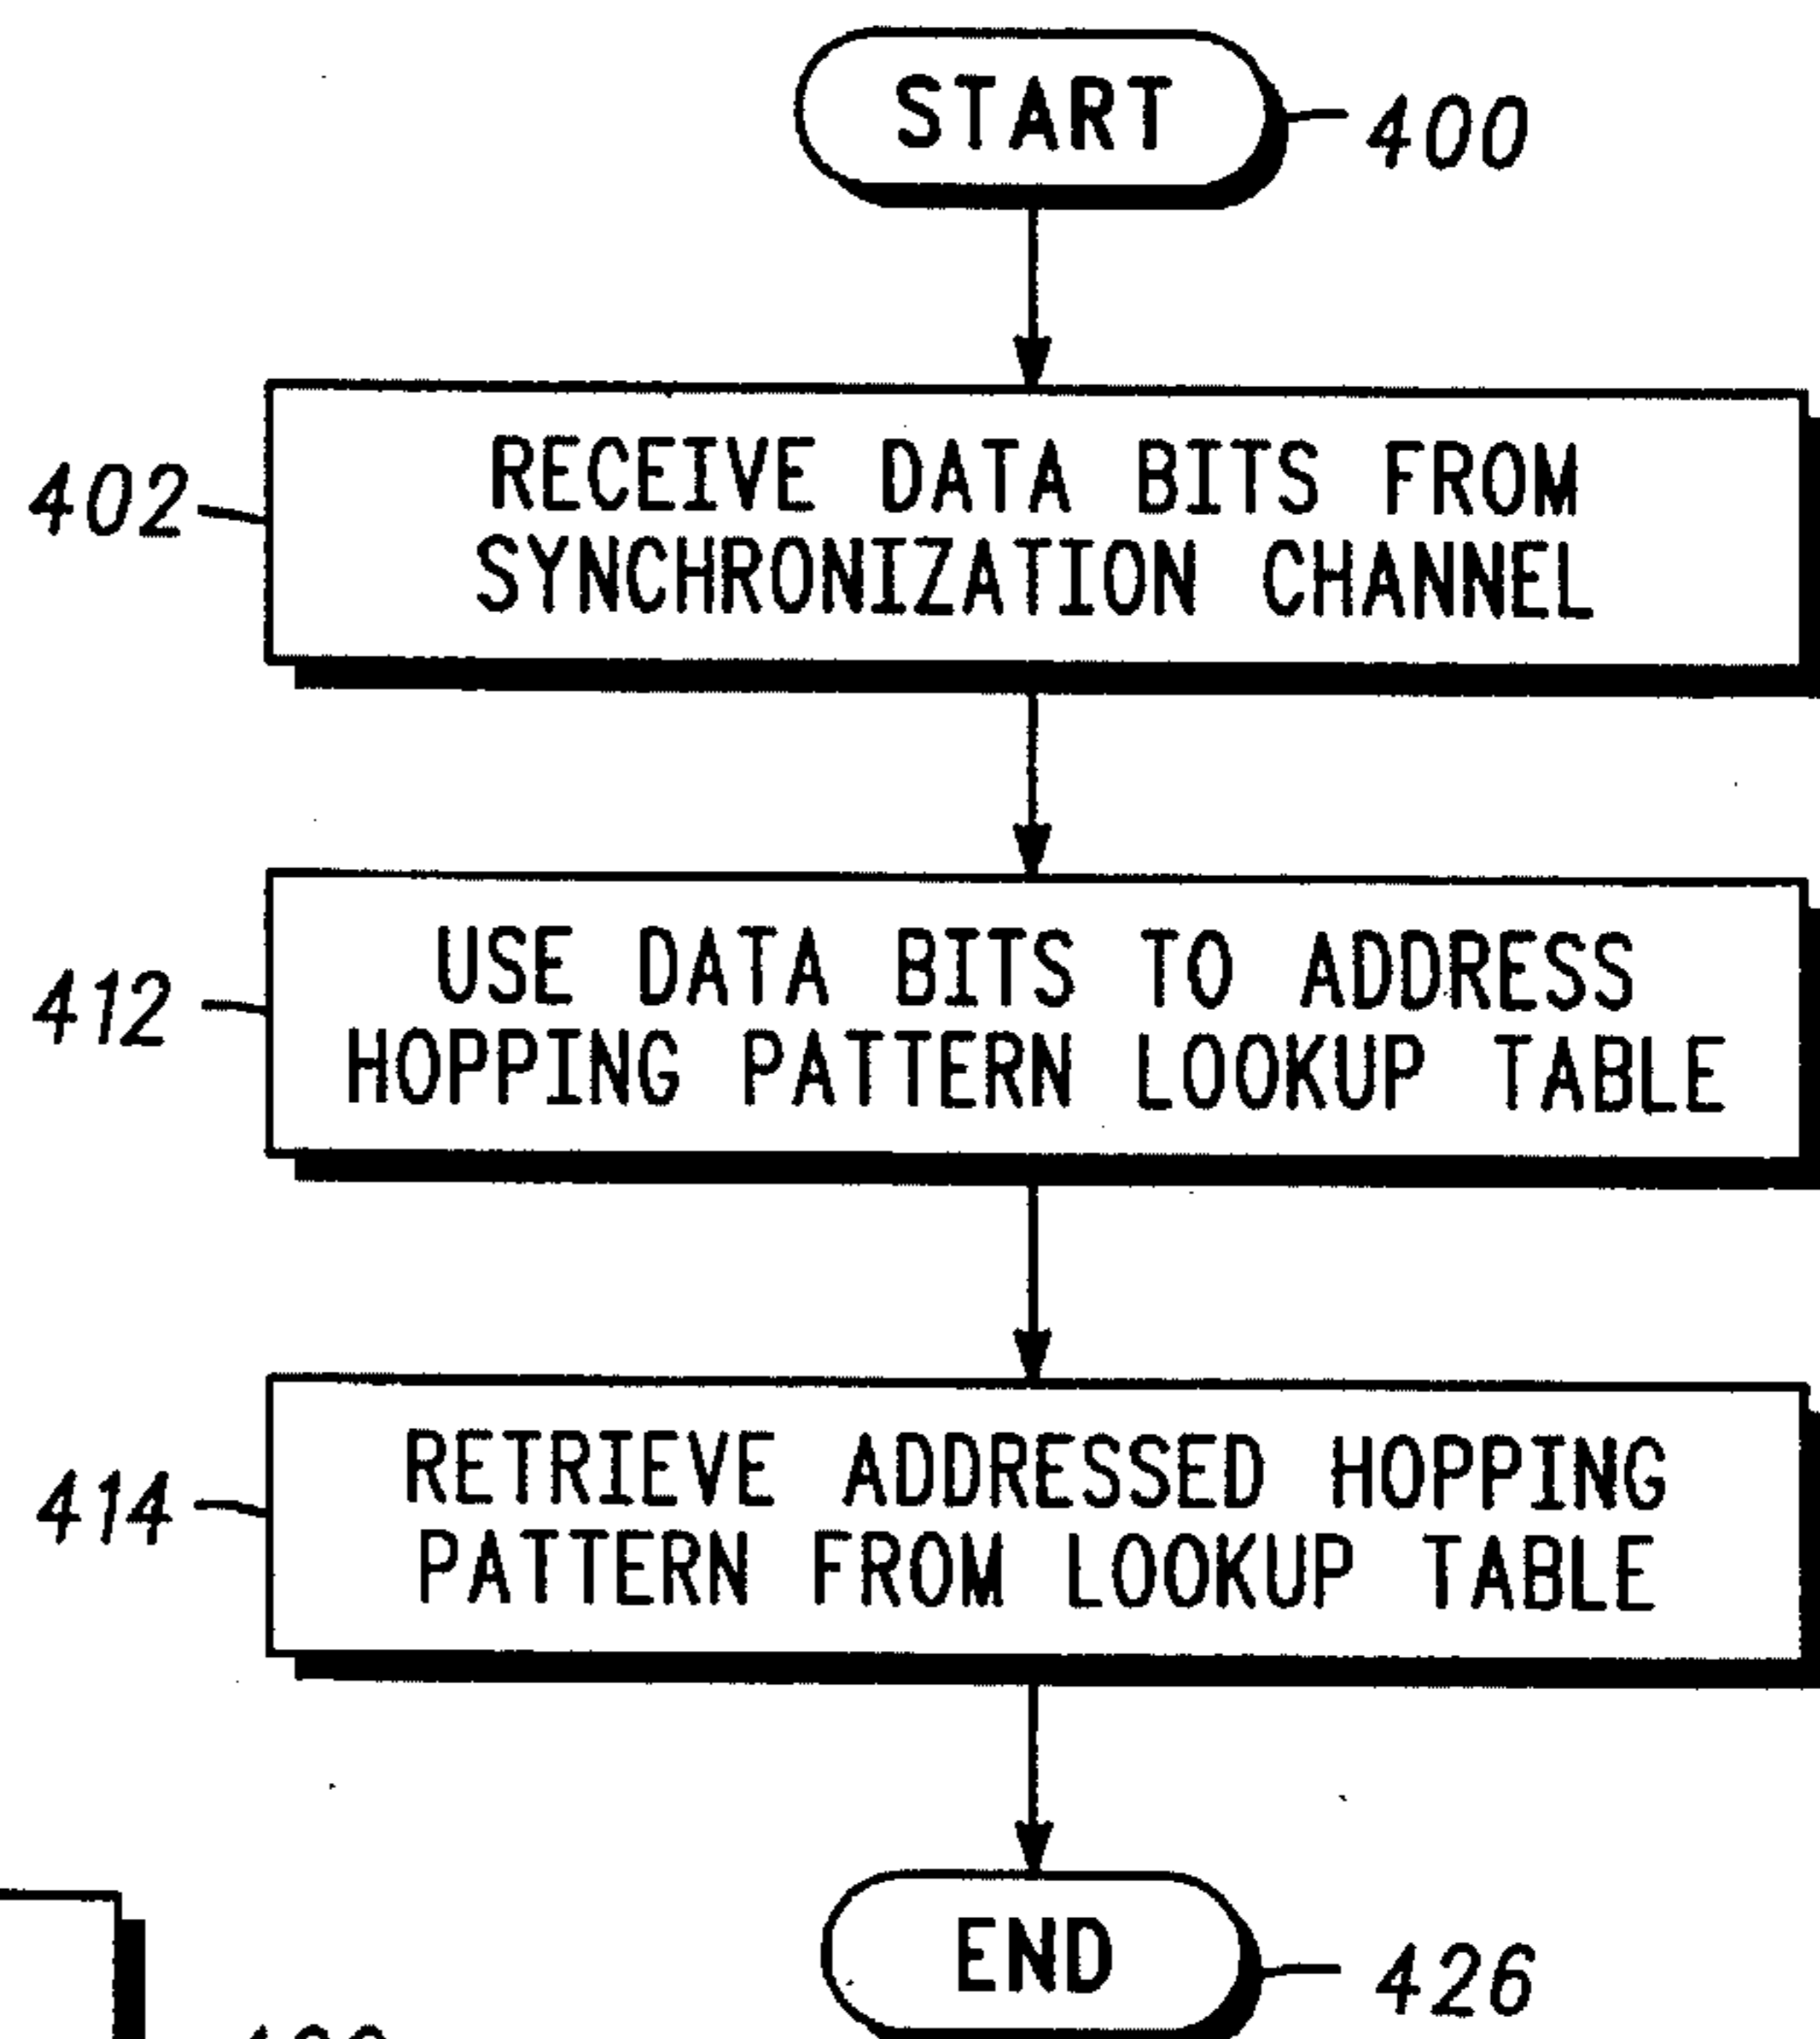 START
400
402
RECEIVE DATA BITS FROM
SYNCHRONIZATION CHANNEL
412
USE DATA BITS TO ADDRESS
HOPPING PATTERN LOOKUP TABLE
414
RETRIEVE ADDRESSED HOPPING
PATTERN FROM LOOKUP TABLE
END
426